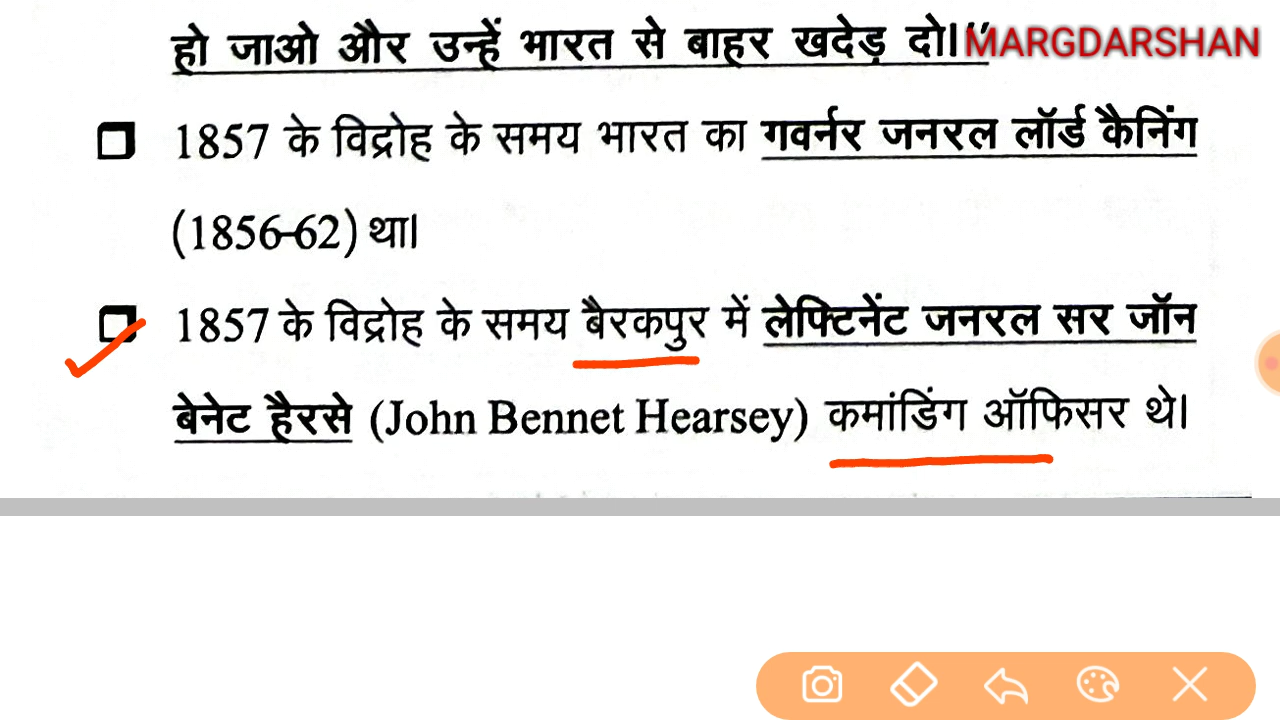 हो जाओ और उन्हें भारत से बाहर खदेड़ दो।“ MARGDARSHAN
1857 के विद्रोह के समय भारत का गवर्नर जनरल लॉर्ड कैनिंग
(1856-62) था।
1857 के विद्रोह के समय बैरकपुर में लेफ्टिनेंट जनरल सर जॉन
बेनेट हैरसे (John Bennet Hearsey) कमांडिंग ऑफिसर थे।